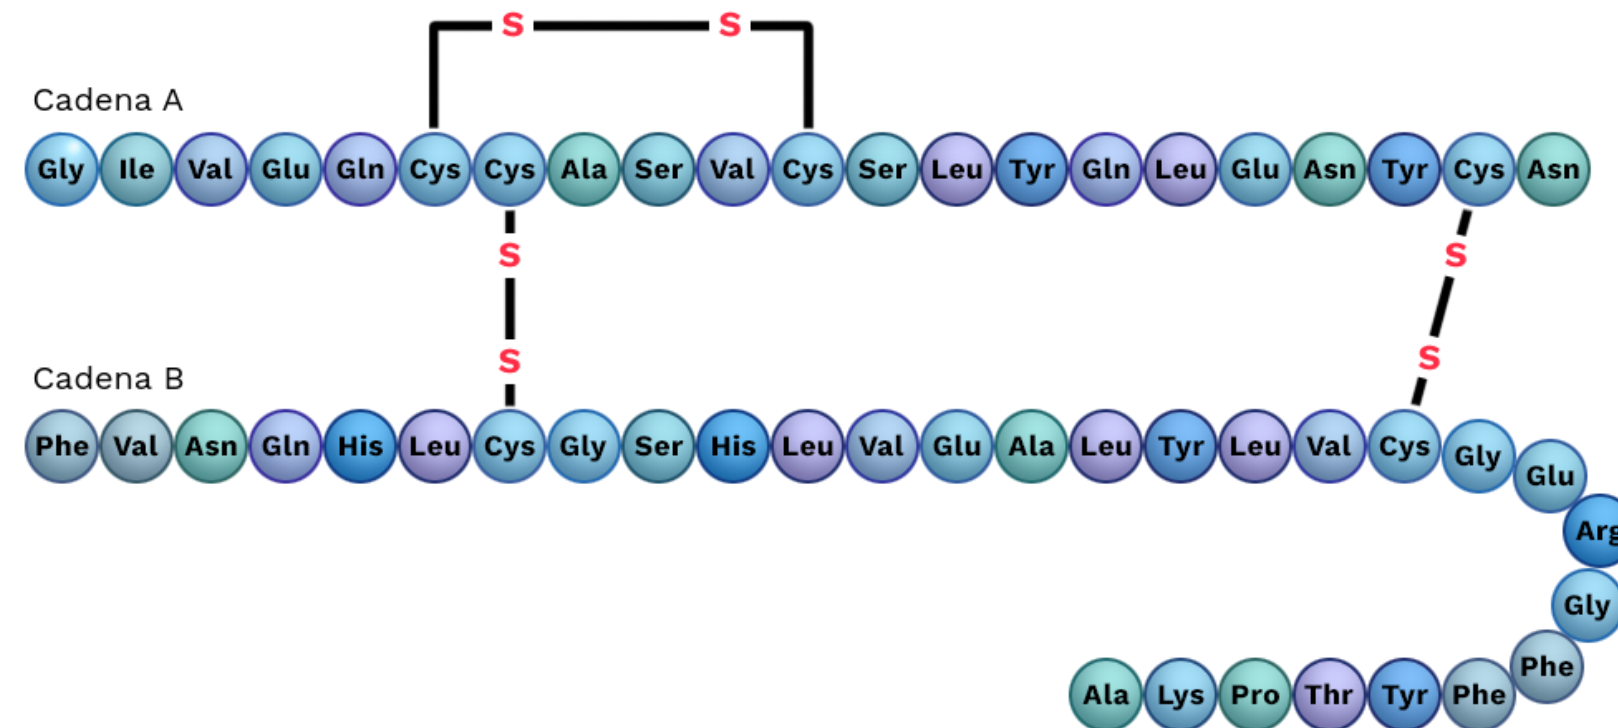 S S
Cadena A
Gly Ile Val Glu Gln Cys Cys Ala Ser Val Cys Ser Leu Tyr Gln Leu Glu Asn Tyr Cys Asn
S S
S S
Cadena B
Phe Val Asn Gln His Leu Cys Gly Ser His Leu Val Glu Ala Leu Tyr Leu Val Cys Gly Glu
Arg
Gly
Phe
Ala Lys Pro Thr Tyr Phe